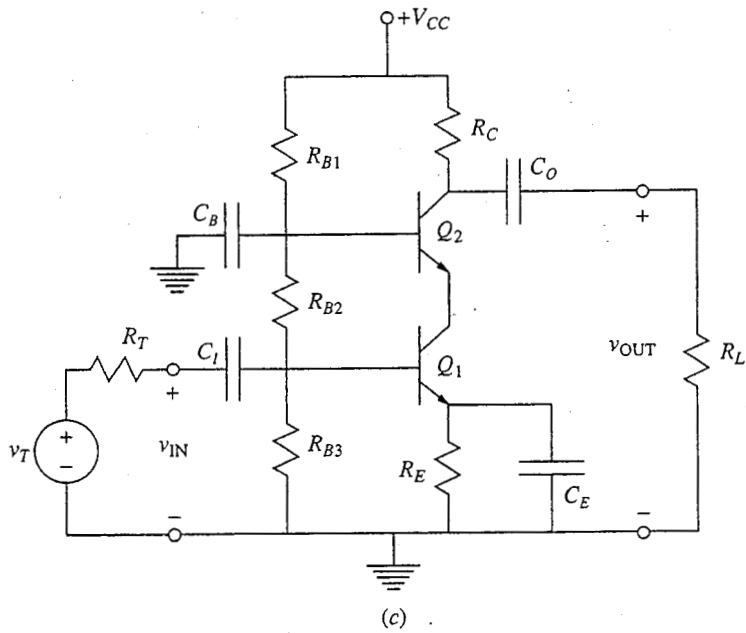 +V_CC
R_B1
R_C
C_O
C_B
Q_2
+
R_B2
R_T
C_I
v_OUT
R_L
Q_1
+
+
−
v_T
v_IN
R_B3
R_E
C_E
−
−
(c)